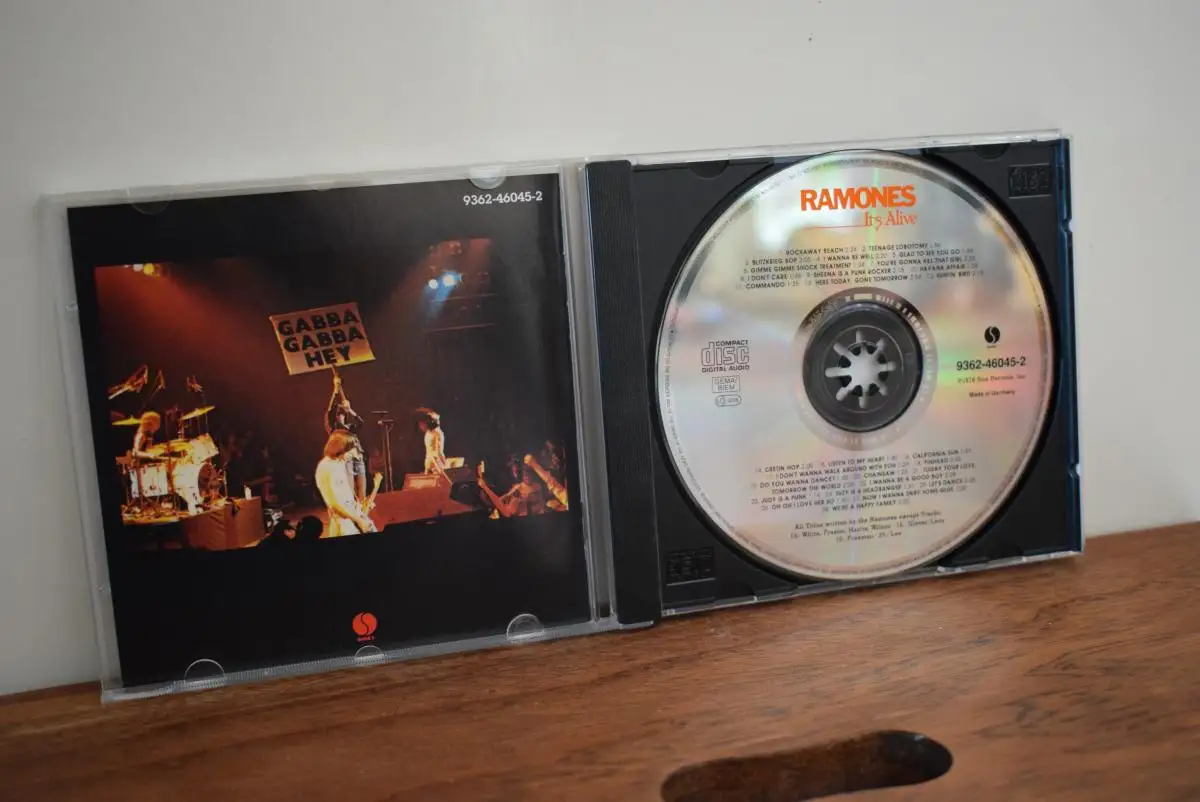 9362-46045-2
GABBA
GABBA
HEY
RAMONES
It's Alive
1. ROCKAWAY BEACH 2. TEENAGE LOBOTOMY
3. BLITZKRIEG BOP 4. I WANNA BE WELL 5. GLAD TO SEE YOU GO
6. GIMME GIMME SHOCK TREATMENT 7. YOU'RE GONNA KILL THAT GIRL
8. I DON'T CARE 9. SHEENA IS A PUNK ROCKER 10. HAVANA AFFAIR
11. COMMANDO 12. HERE TODAY, GONE TOMORROW 13. SURFIN' BIRD
COMPACT
disc
DIGITAL AUDIO
GEMA/
BIEM
9362-46045-2
Made in Germany
14. CRETIN HOP 15. LISTEN TO MY HEART 16. CALIFORNIA SUN
17. I DON'T WANNA WALK AROUND WITH YOU 18. PINHEAD
19. DO YOU WANNA DANCE? 20. CHAINSAW 21. TODAY YOUR LOVE,
TOMORROW THE WORLD 22. I WANNA BE A GOOD BOY
23. JUDY IS A PUNK 24. SUZY IS A HEADBANGER 25. LET'S DANCE
26. OH OH I LOVE HER SO 27. NOW I WANNA SNIFF SOME GLUE
28. WE'RE A HAPPY FAMILY
All Titles written by the Ramones except Tracks